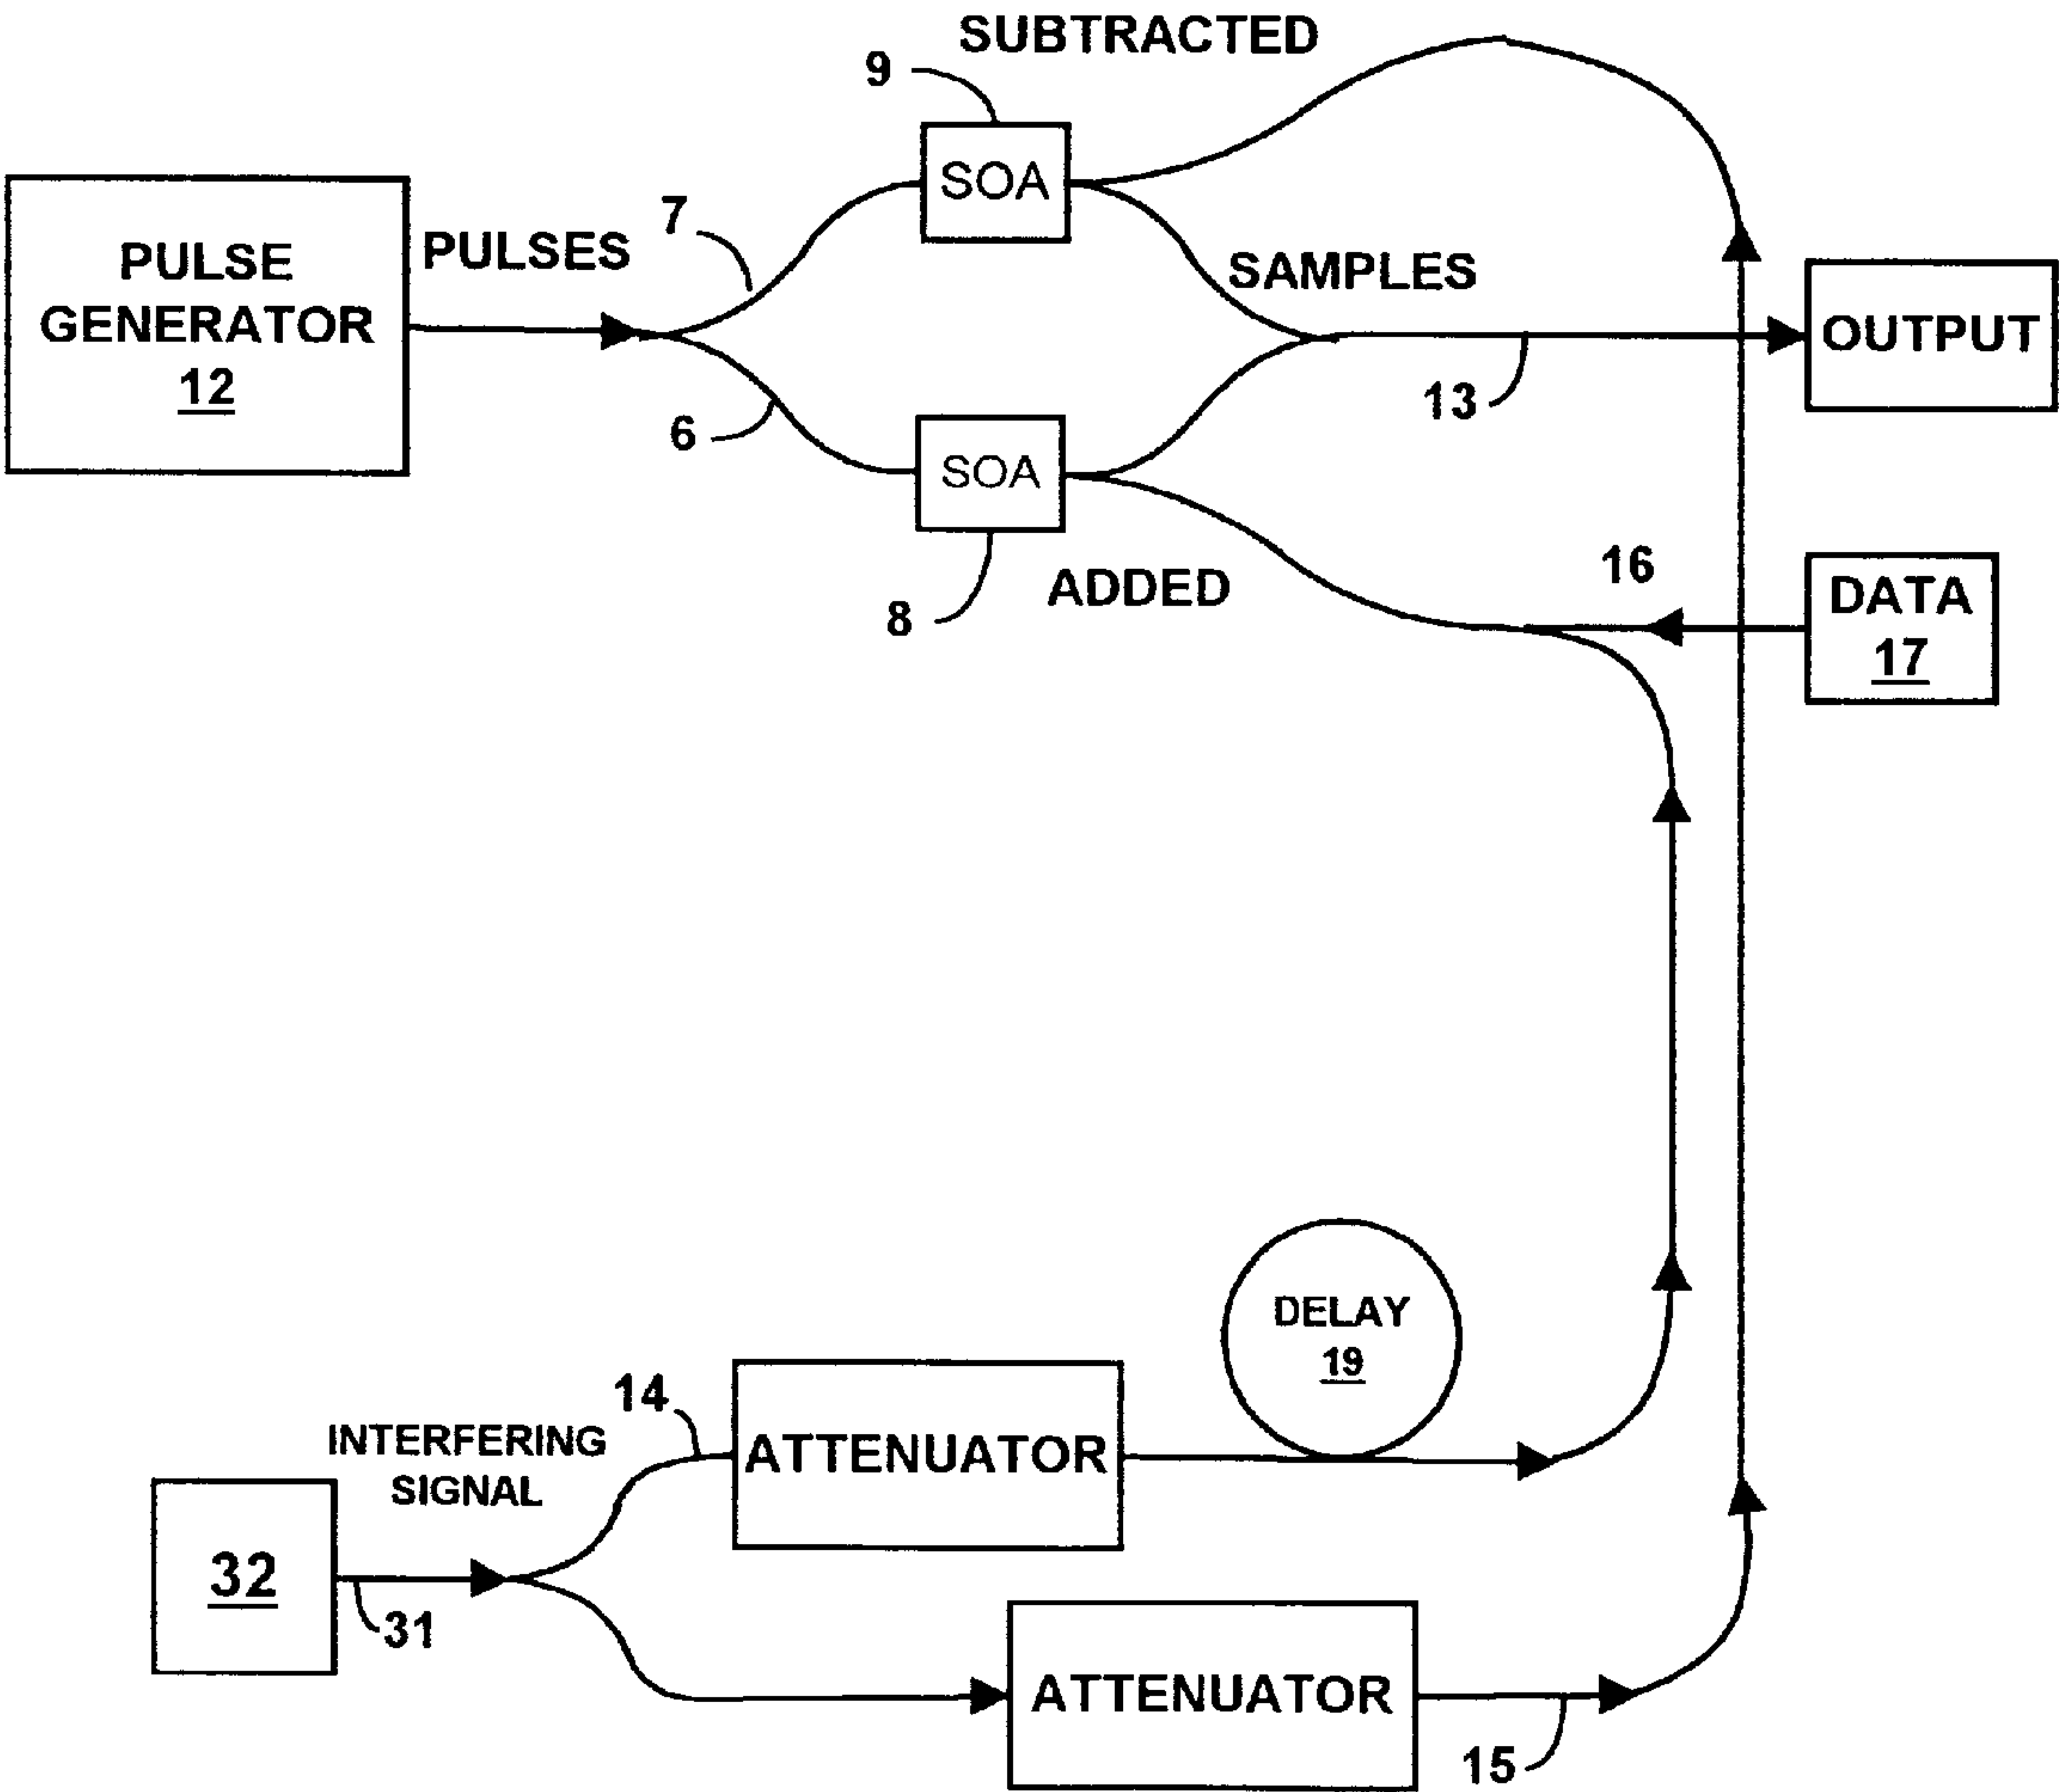 SUBTRACTED
9
SOA
7
PULSE
GENERATOR
12
PULSES
SAMPLES
OUTPUT
13
6
SOA
8
ADDED
16
DATA
17
DELAY
19
14
INTERFERING
SIGNAL
ATTENUATOR
32
31
ATTENUATOR
15